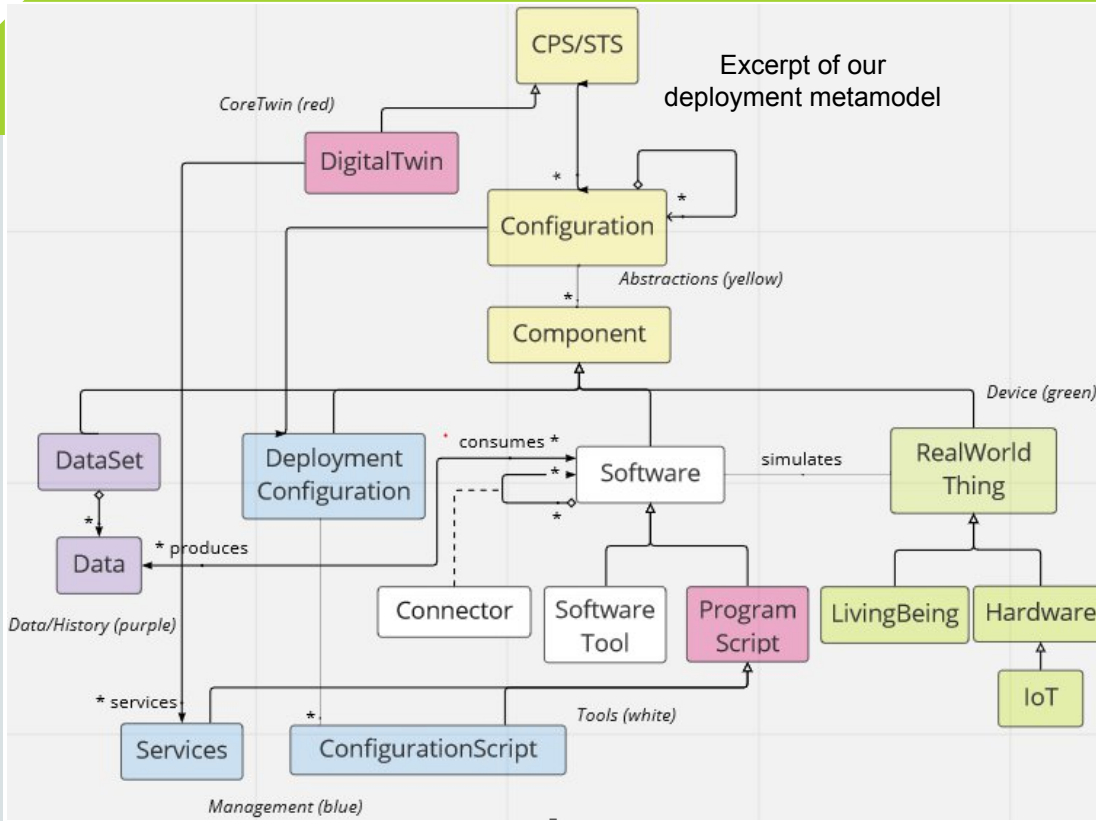 CPS/STS
Excerpt of our
deployment metamodel
CoreTwin (red)
DigitalTwin
*
*
Configuration
Abstractions (yellow)
*
Component
Device (green)
DataSet
Deployment
Configuration
* consumes *
*
*
Software
simulates
RealWorld
Thing
*
Data
* produces
Connector
Software
Tool
Program
Script
LivingBeing
Hardware
Data/History (purple)
IoT
* services
*
Tools (white)
Services
ConfigurationScript
Management (blue)